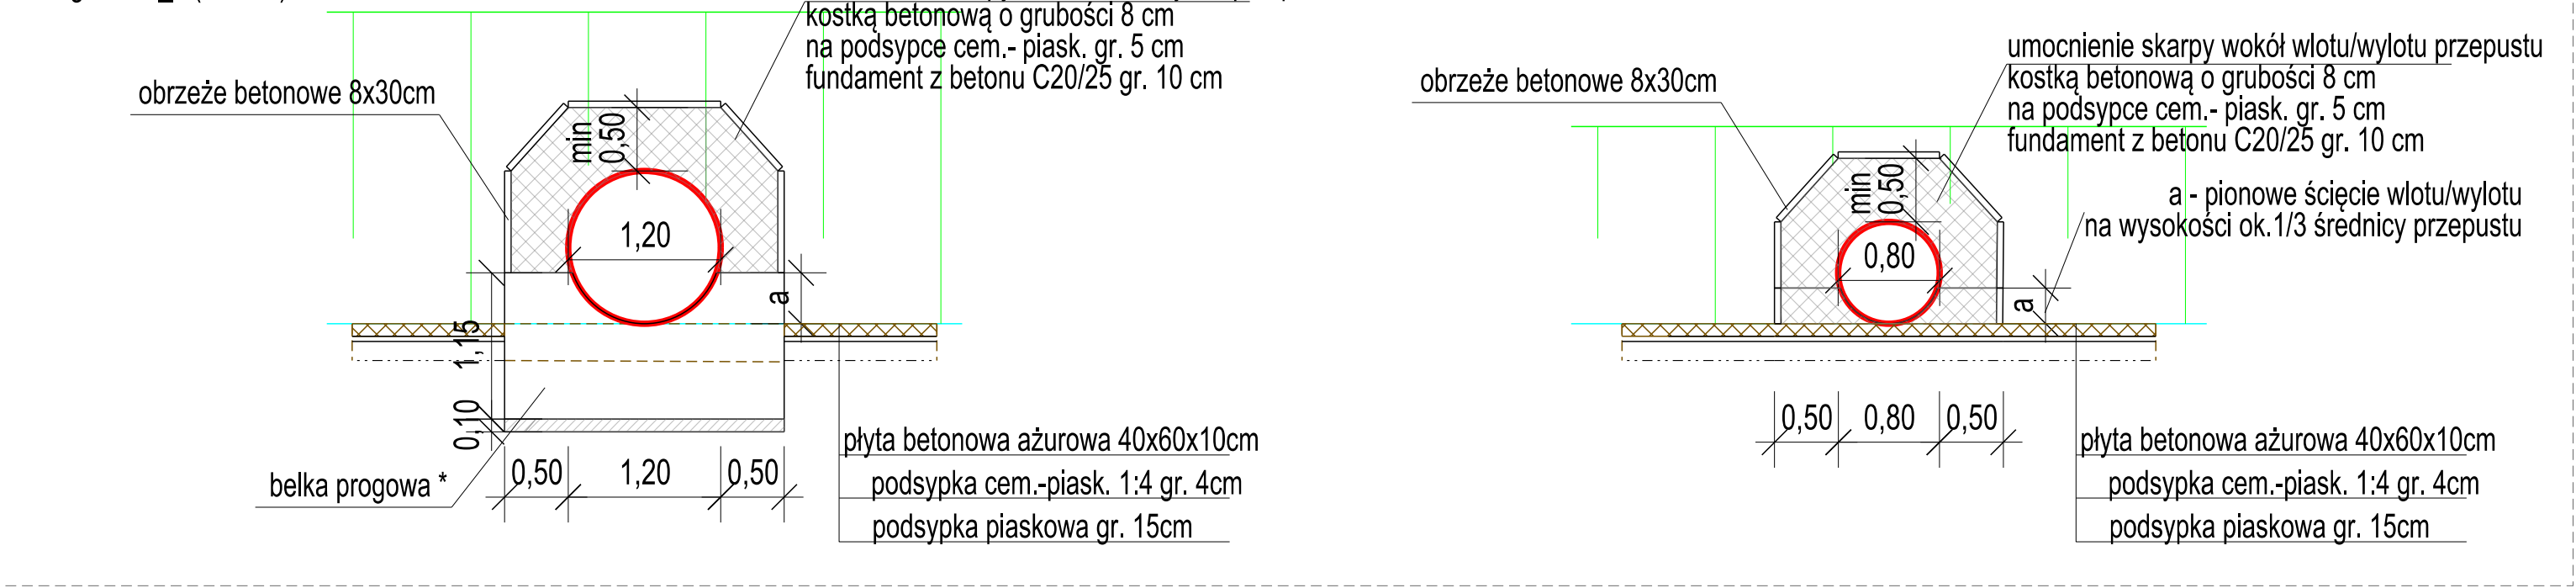 kostką betonową o grubości 8 cm
na podsypce cem.- piask. gr. 5 cm
fundament z betonu C20/25 gr. 10 cm
obrzeże betonowe 8x30cm
min
0,50
1,20
a
1,15
0,10
belka progowa *
0,50
1,20
0,50
płyta betonowa ażurowa 40x60x10cm
podsypka cem.-piask. 1:4 gr. 4cm
podsypka piaskowa gr. 15cm
umocnienie skarpy wokół wlotu/wylotu przepustu
kostką betonową o grubości 8 cm
na podsypce cem.- piask. gr. 5 cm
fundament z betonu C20/25 gr. 10 cm
obrzeże betonowe 8x30cm
a - pionowe ścięcie wlotu/wylotu
na wysokości ok.1/3 średnicy przepustu
min
0,50
0,80
a
0,50
0,80
0,50
płyta betonowa ażurowa 40x60x10cm
podsypka cem.-piask. 1:4 gr. 4cm
podsypka piaskowa gr. 15cm